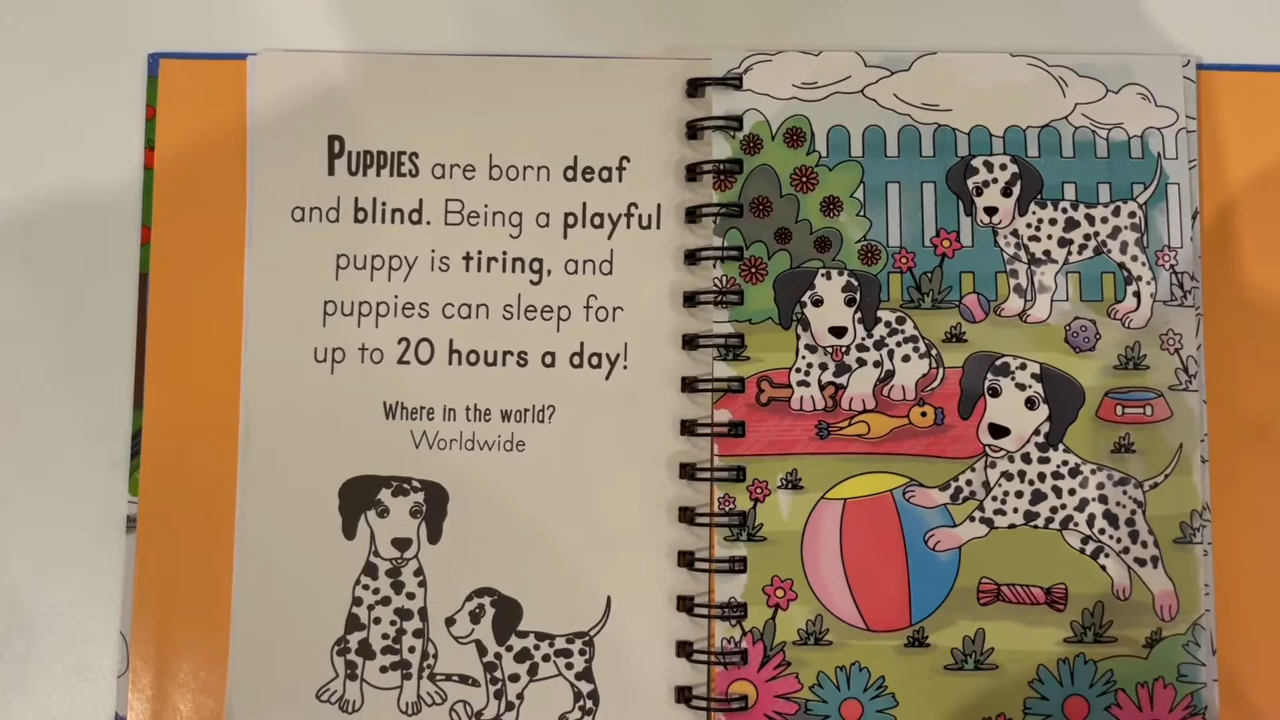 PUPPIES are born deaf
and blind. Being a playful
puppy is tiring, and
puppies can sleep for
up to 20 hours a day!
Where in the world?
Worldwide